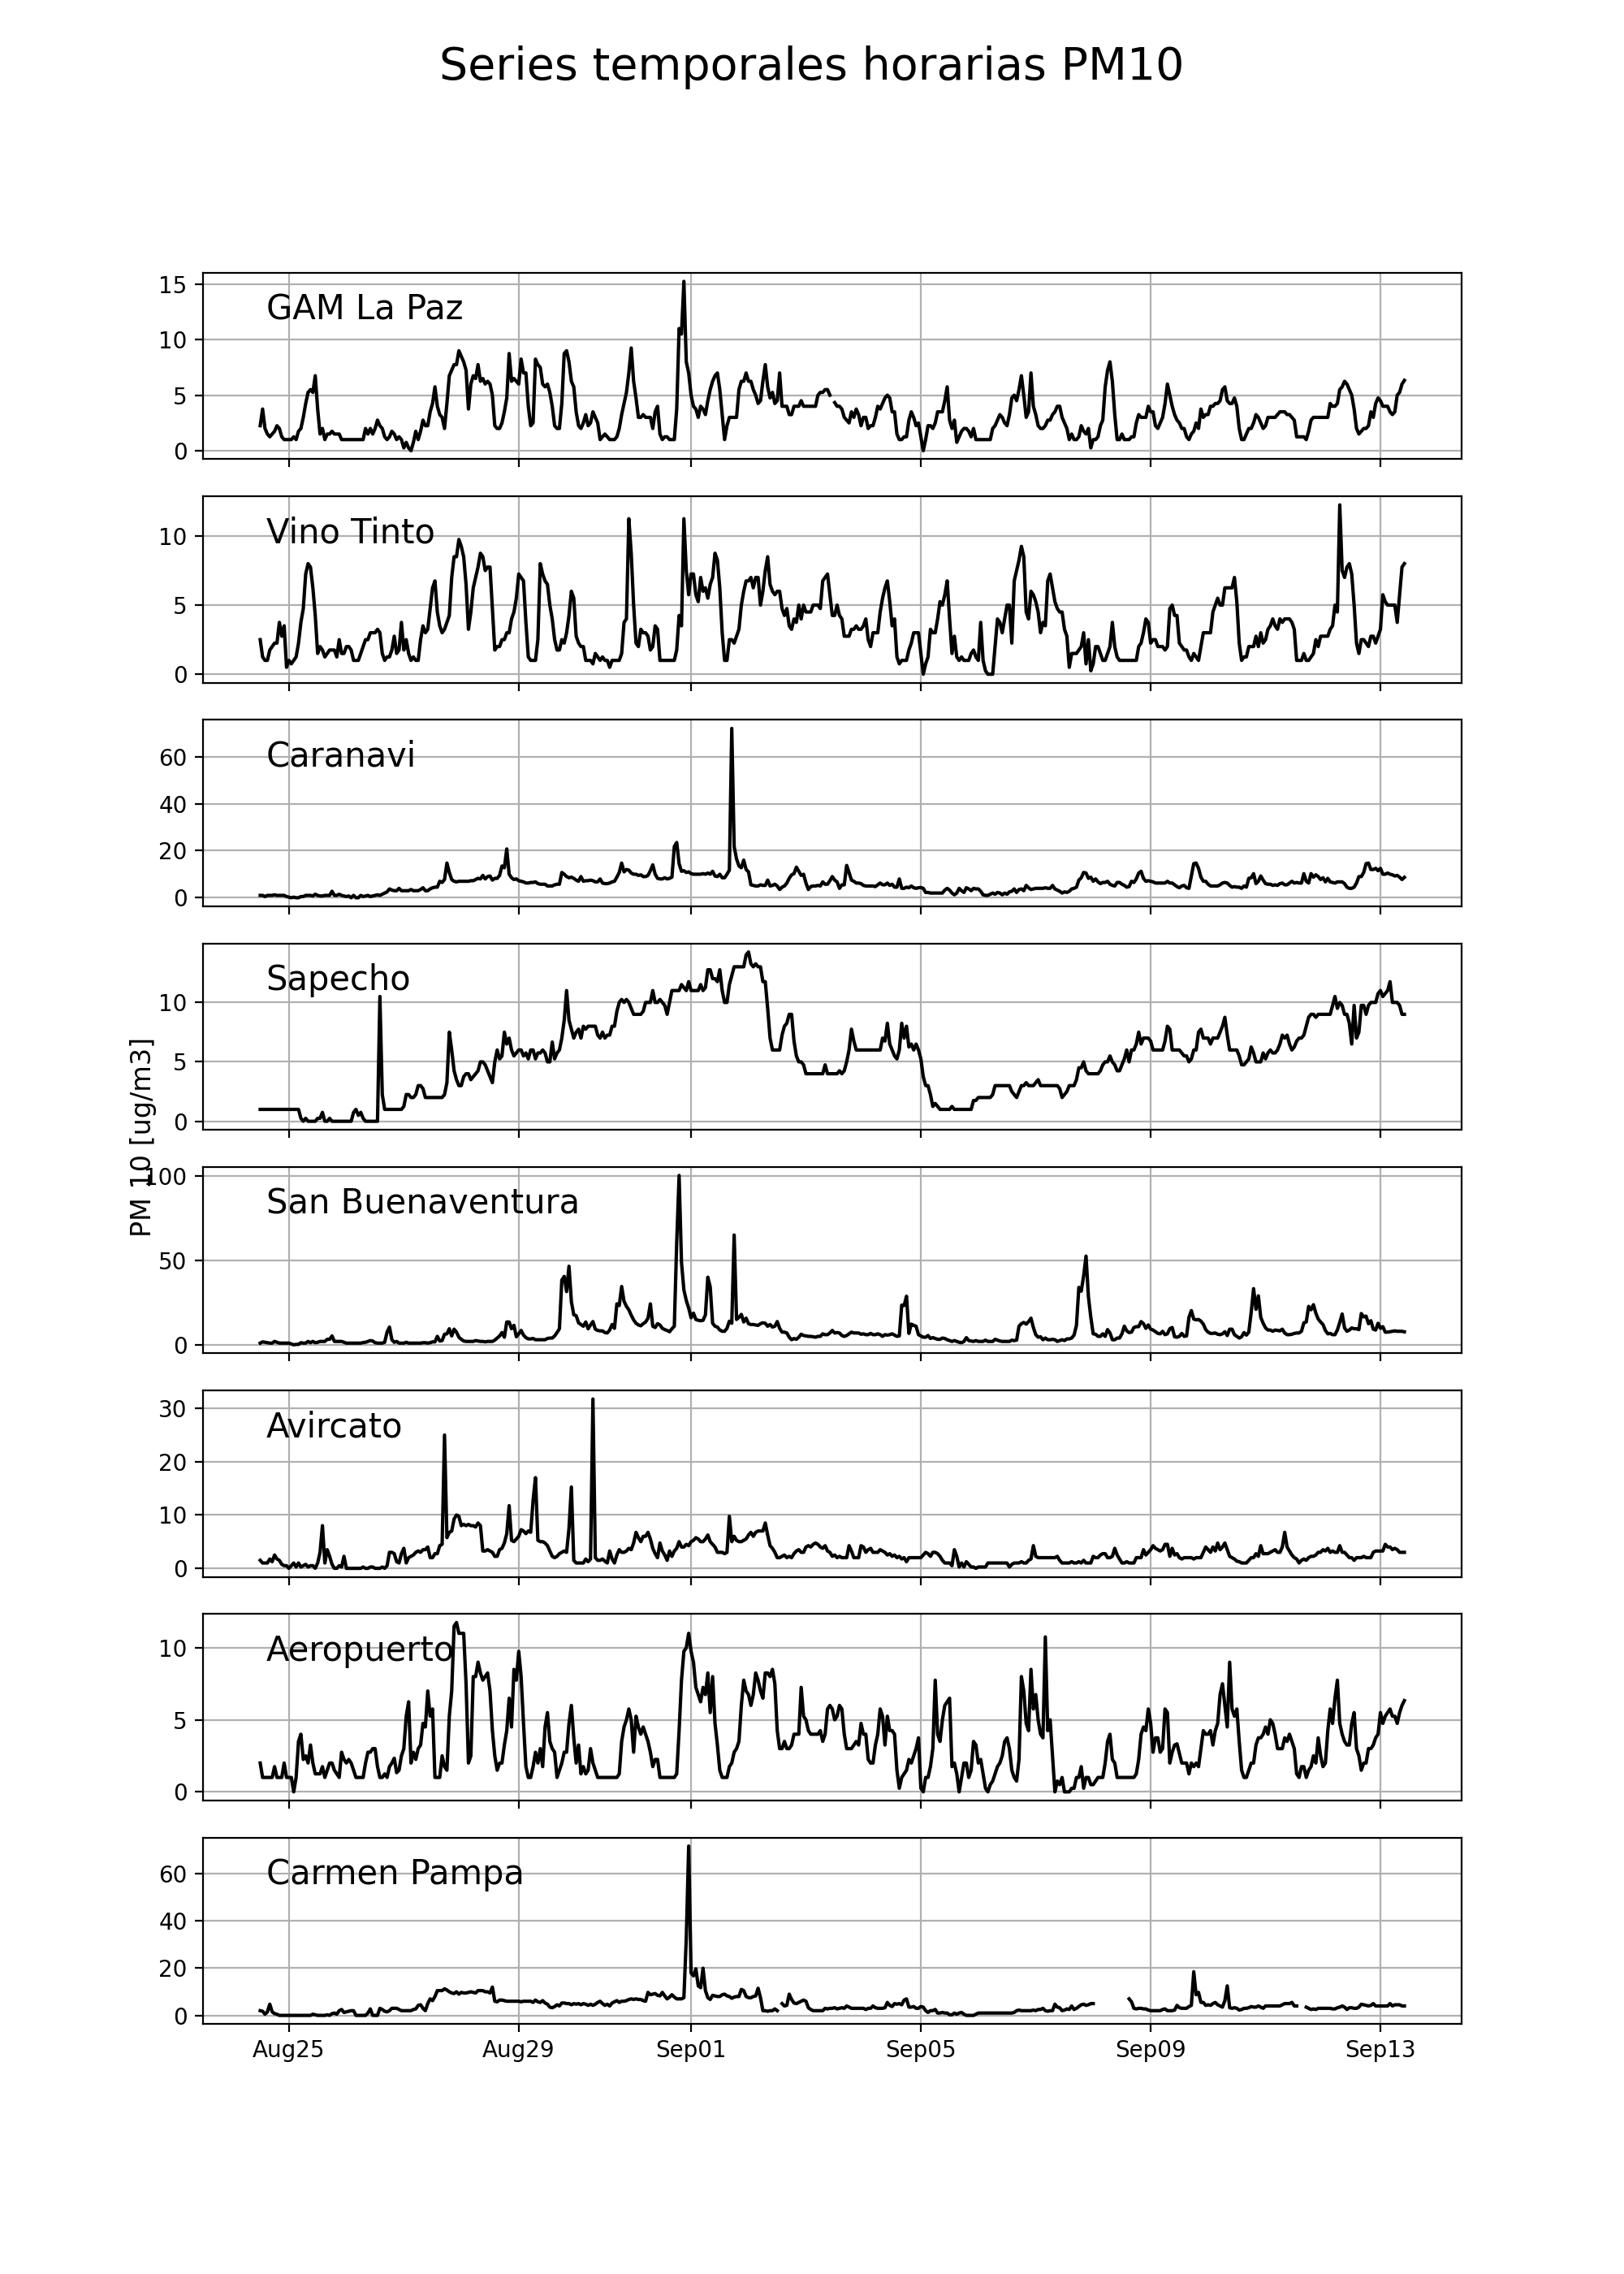 Series temporales horarias PM10
15
GAM La Paz
10
5
0
Vino Tinto
10
5
0
60
Caranavi
40
20
0
Sapecho
10
5
0
PM 10 [ug/m3]
100
San Buenaventura
50
0
30
Avircato
20
10
0
10
Aeropuerto
5
0
60
Carmen Pampa
40
20
0
Aug25 Aug29 Sep01 Sep05 Sep09 Sep13